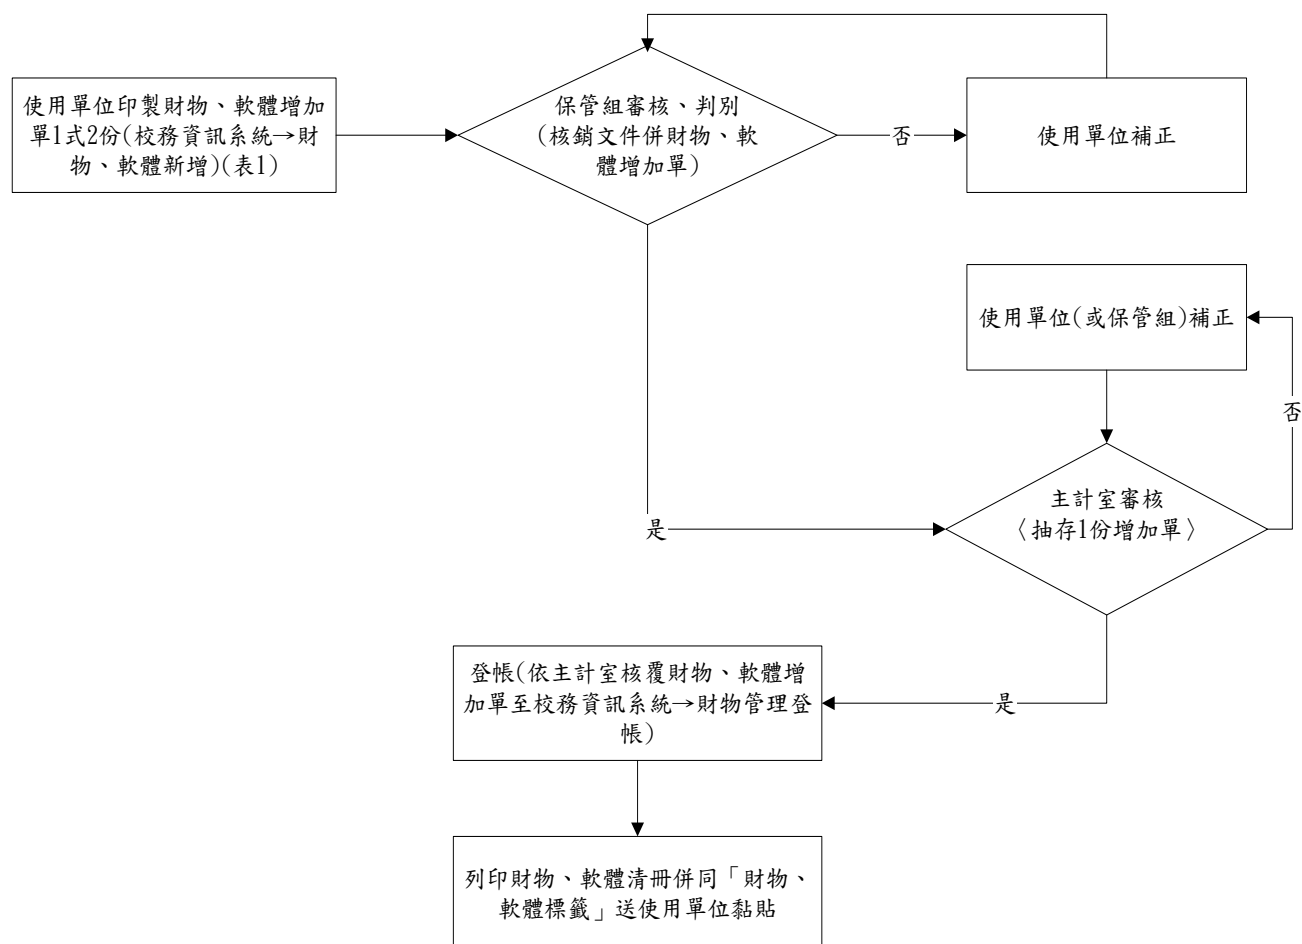 使用單位印製財物、軟體增加
單1式2份(校務資訊系統→財
物、軟體新增)(表1)
保管組審核、判別
(核銷文件併財物、軟
體增加單)
否
使用單位補正
使用單位(或保管組)補正
否
主計室審核
〈抽存1份增加單〉
是
登帳(依主計室核覆財物、軟體增
加單至校務資訊系統→財物管理登
帳)
是
列印財物、軟體清冊併同「財物、
軟體標籤」送使用單位黏貼